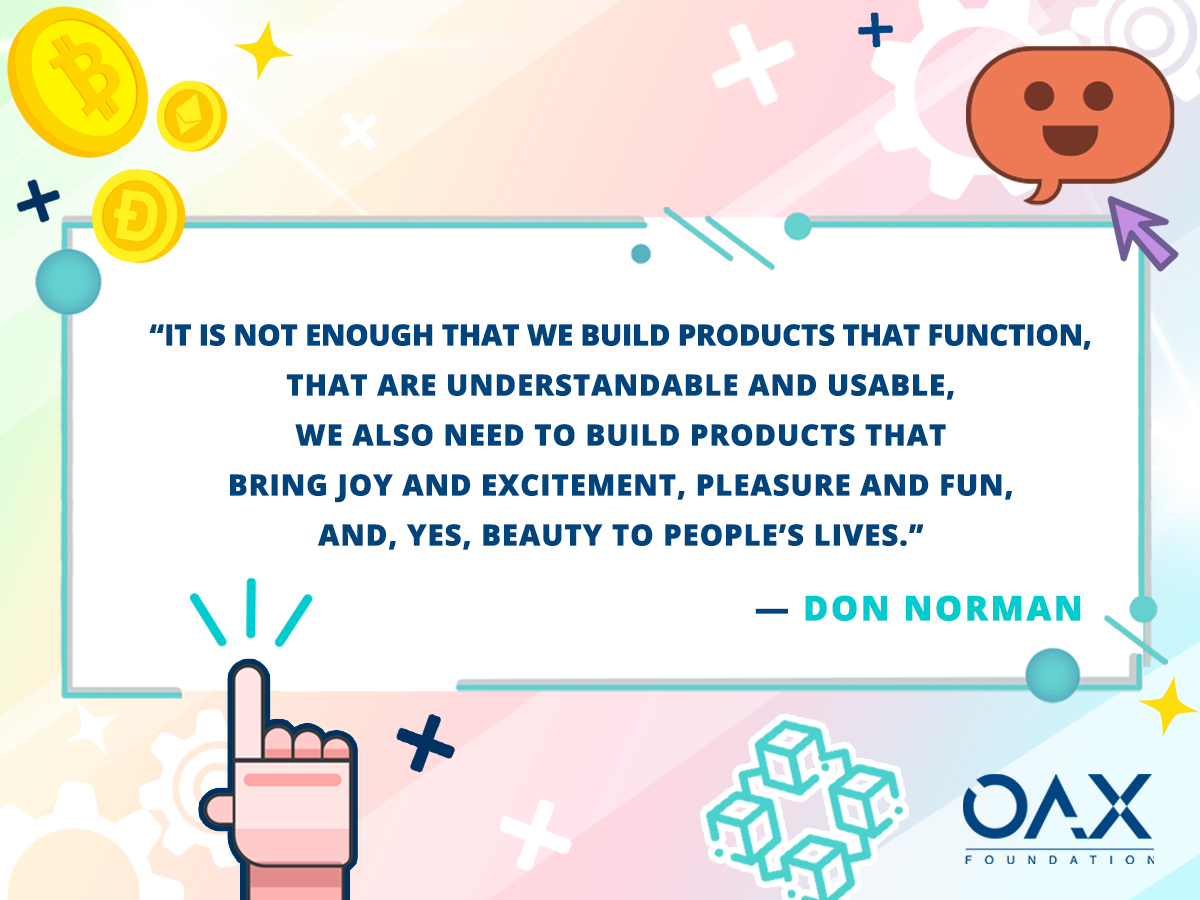 “IT IS NOT ENOUGH THAT WE BUILD PRODUCTS THAT FUNCTION,
THAT ARE UNDERSTANDABLE AND USABLE,
WE ALSO NEED TO BUILD PRODUCTS THAT
BRING JOY AND EXCITEMENT, PLEASURE AND FUN,
AND, YES, BEAUTY TO PEOPLE’S LIVES.”
— DON NORMAN
OAX
FOUNDATION